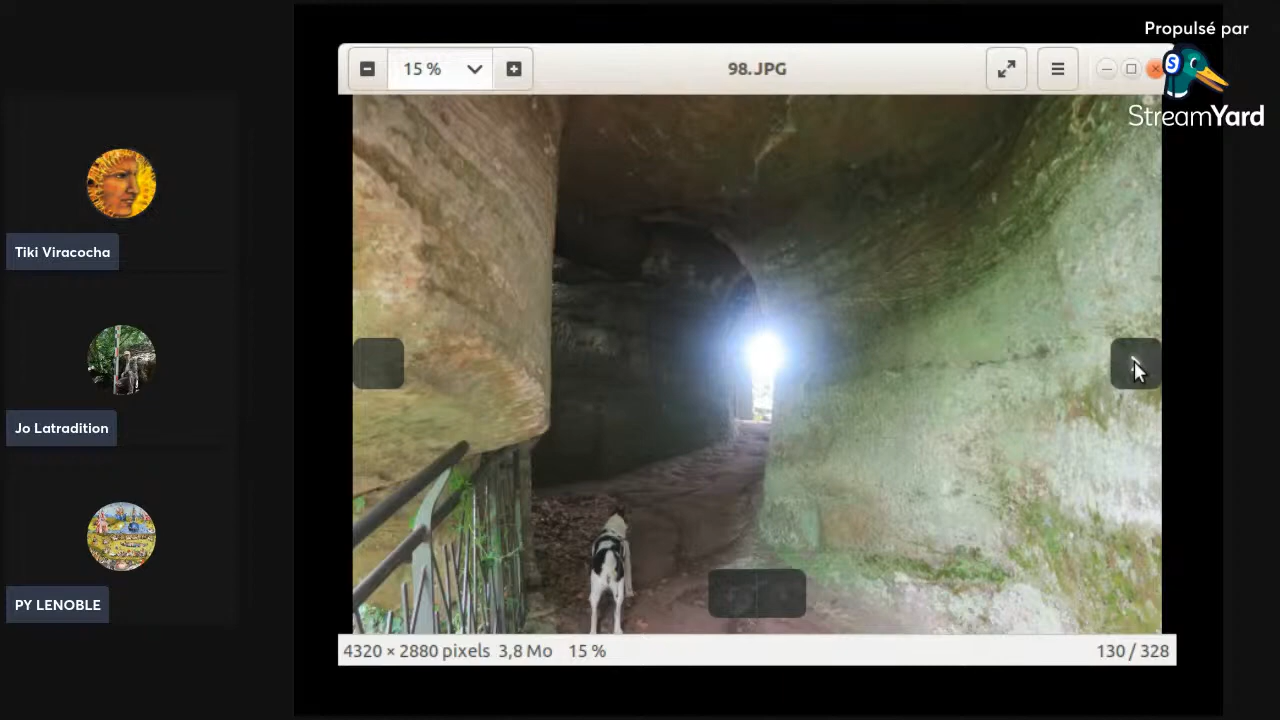 Propulsé par
StreamYard
15 %
98.JPG
Tiki Viracocha
Jo Latradition
PY LENOBLE
4320 × 2880 pixels 3,8 Mo 15 %
130 / 328